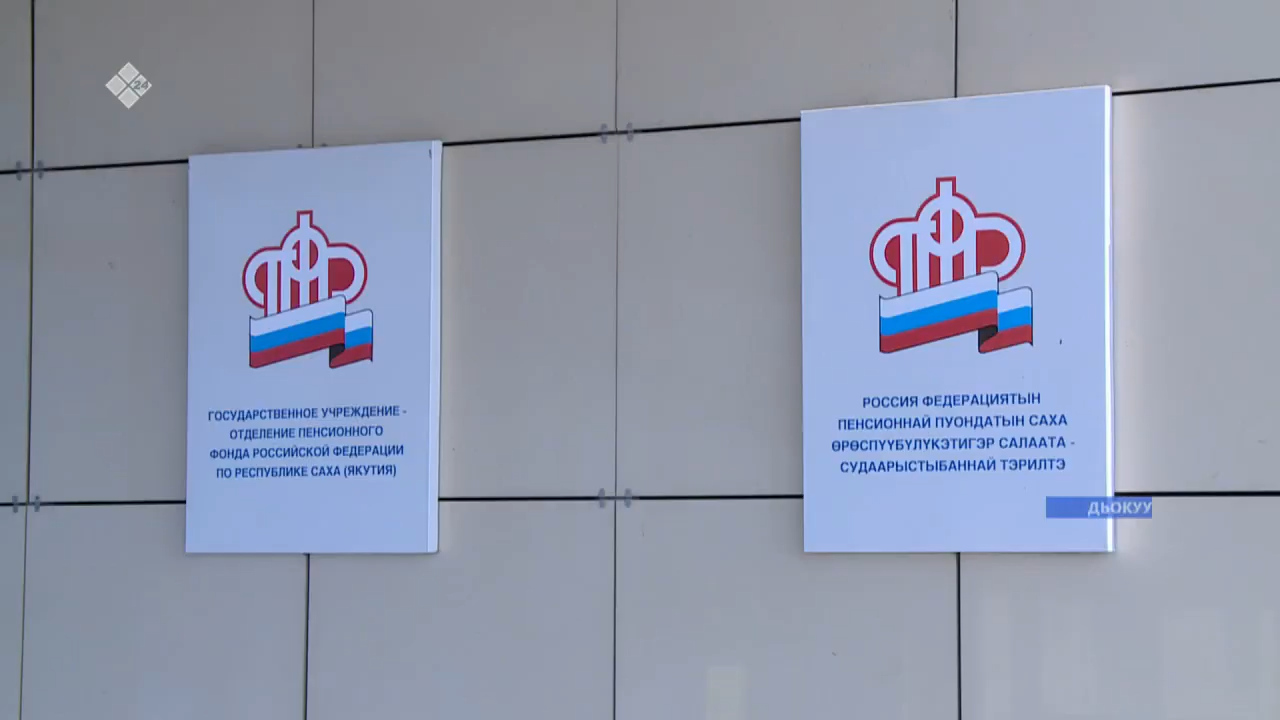 24
ГОСУДАРСТВЕННОЕ УЧРЕЖДЕНИЕ -
ОТДЕЛЕНИЕ ПЕНСИОННОГО
ФОНДА РОССИЙСКОЙ ФЕДЕРАЦИИ
ПО РЕСПУБЛИКЕ САХА (ЯКУТИЯ)
РОССИЯ ФЕДЕРАЦИЯТЫН
ПЕНСИОННАЙ ПУОНДАТЫН САХА
ӨРӨСПҮҮБҮЛҮКЭТИГЭР САЛААТА -
СУДААРЫСТЫБАННАЙ ТЭРИЛТЭ
ДЬОКУУ